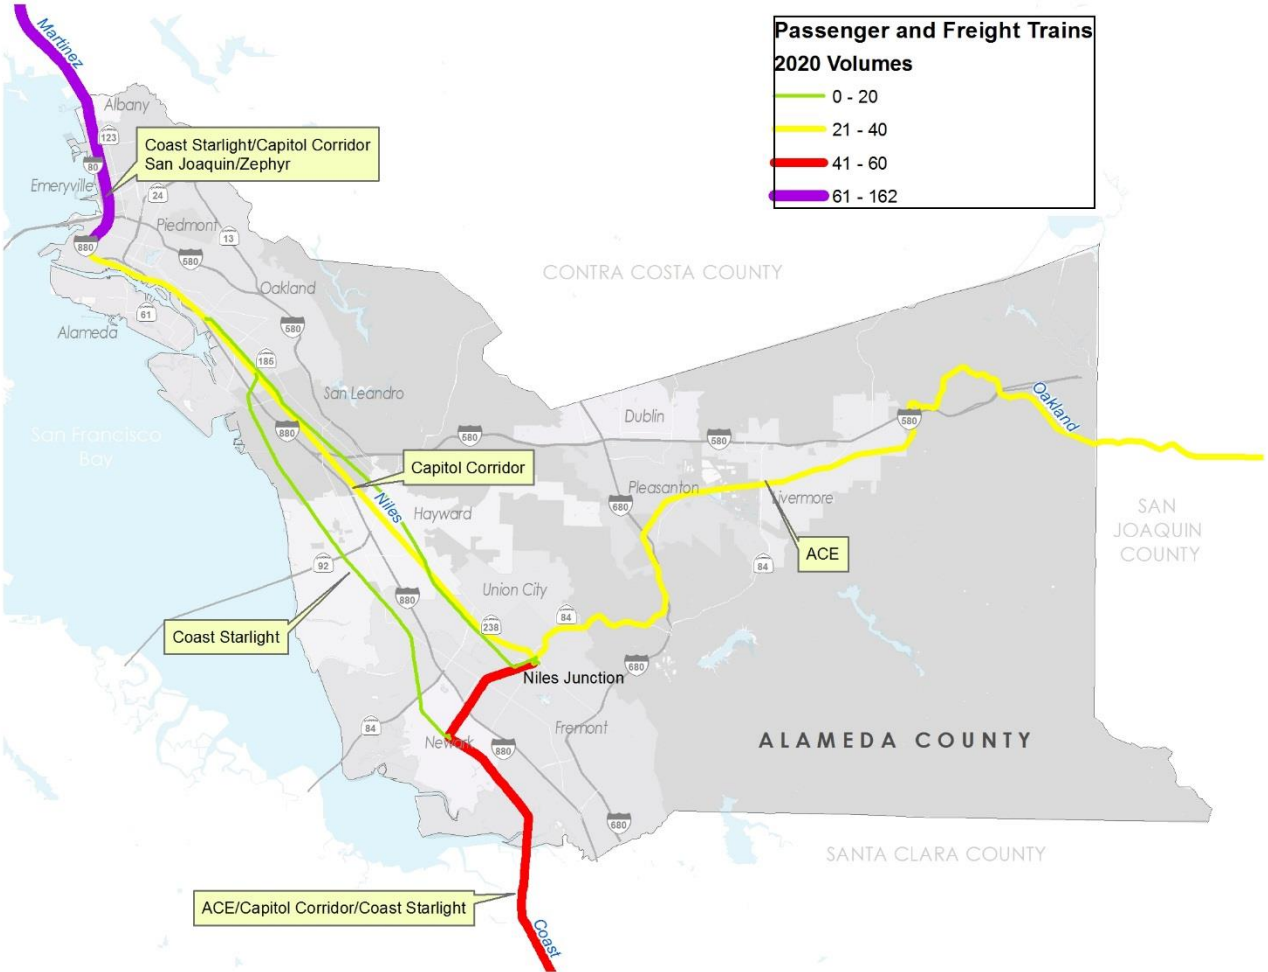 Passenger and Freight Trains
2020 Volumes
0 - 20
21 - 40
41 - 60
61 - 162
Martinez
Albany
123
Coast Starlight/Capitol Corridor
San Joaquin/Zephyr
80
Emeryville
24
Piedmont
13
880
580
CONTRA COSTA COUNTY
Oakland
61
580
Alameda
185
San Leandro
Oakland
Dublin
580
880
580
580
San Francisco
Bay
Capitol Corridor
Pleasanton
Livermore
Niles
680
Hayward
SAN
JOAQUIN
COUNTY
ACE
92
84
Union City
880
84
238
Coast Starlight
680
Niles Junction
84
Fremont
Newark
880
ALAMEDA COUNTY
680
SANTA CLARA COUNTY
ACE/Capitol Corridor/Coast Starlight
Coast